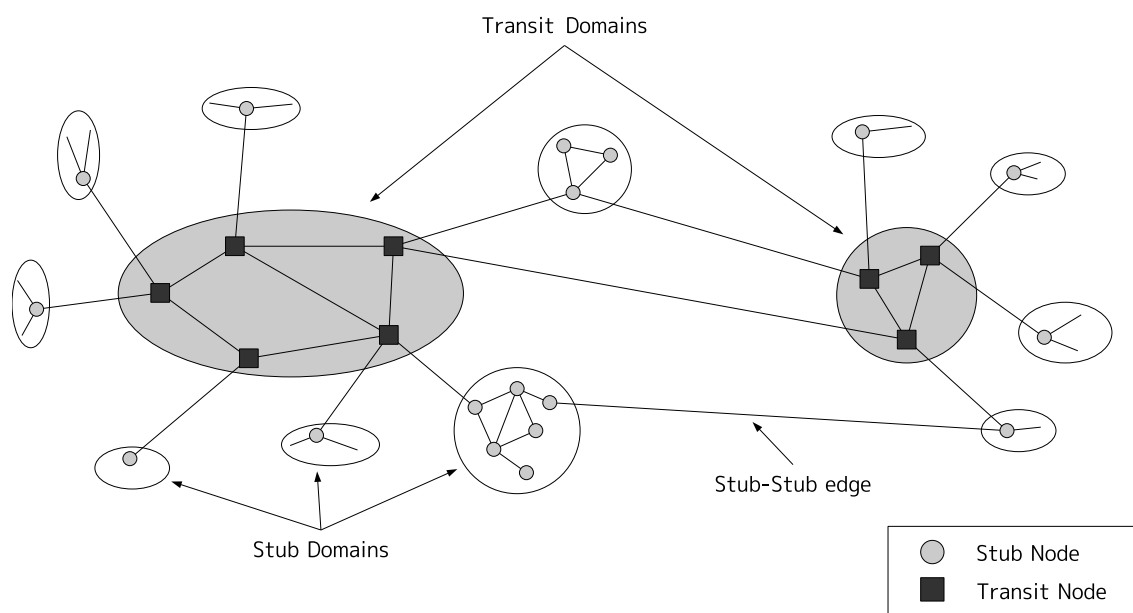 Transit Domains
Stub-Stub edge
Stub Domains
Stub Node
Transit Node